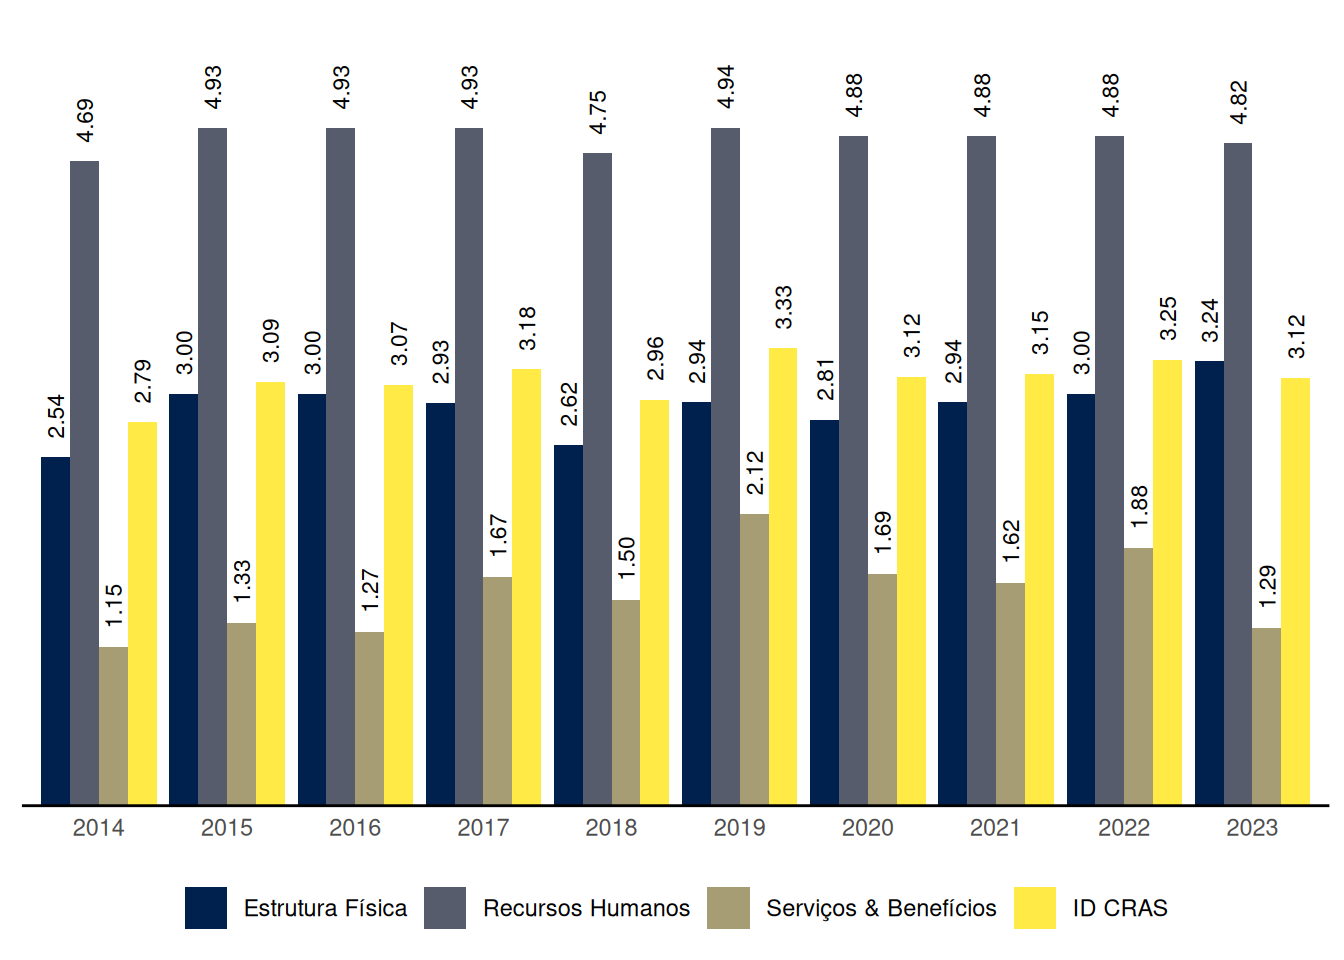 2.54 4.69 1.15 2.79
3.00 4.93 1.33 3.09
3.00 4.93 1.27 3.07
2.93 4.93 1.67 3.18
2.62 4.75 1.50 2.96
2.94 4.94 2.12 3.33
2.81 4.88 1.69 3.12
2.94 4.88 1.62 3.15
3.00 4.88 1.88 3.25
3.24 4.82 1.29 3.12
2014 2015 2016 2017 2018 2019 2020 2021 2022 2023
Estrutura Física Recursos Humanos Serviços & Benefícios ID CRAS